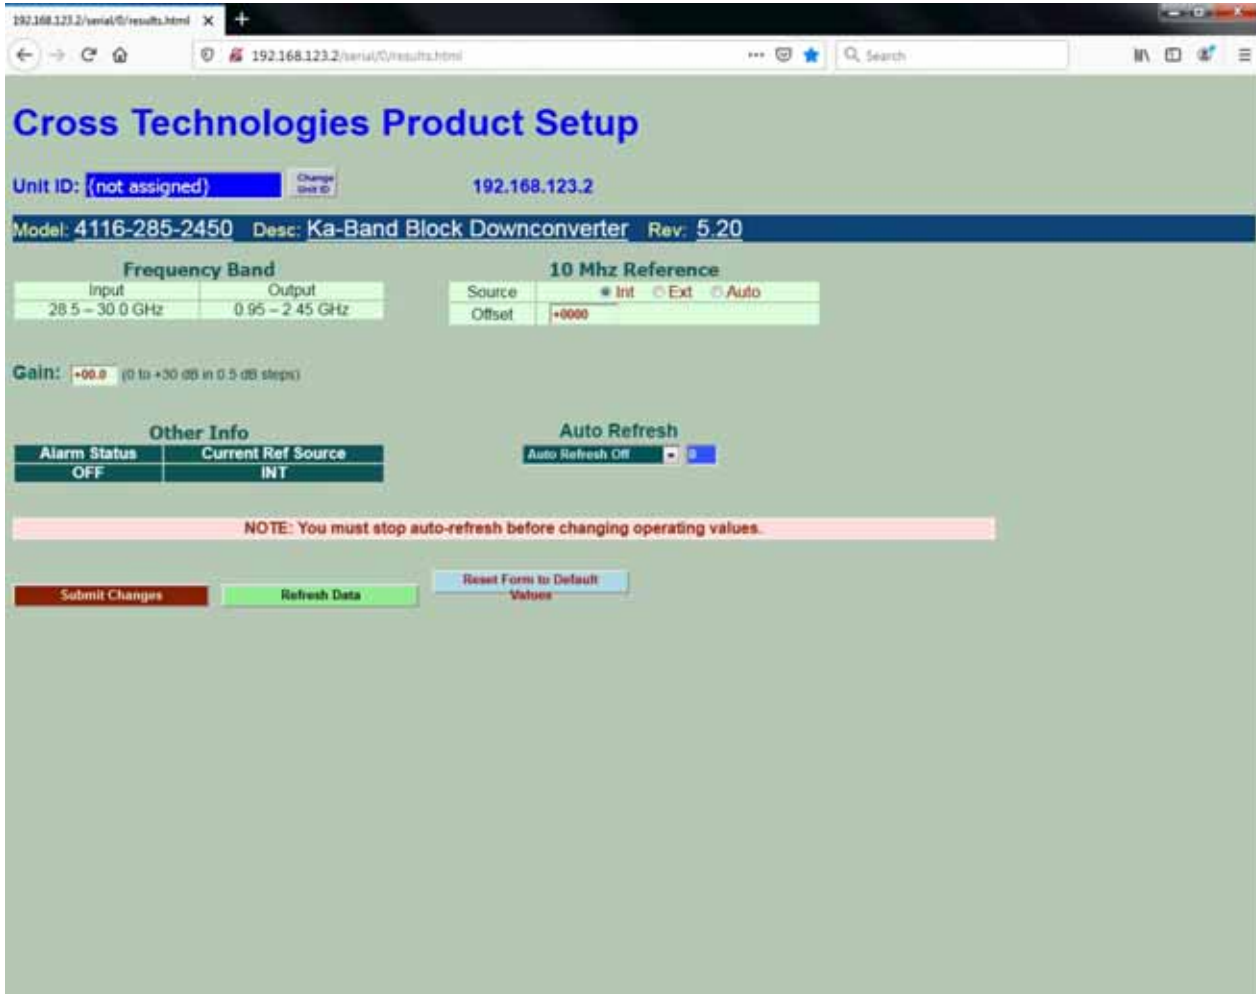 192.168.123.2/serial/0/results.html
192.168.123.2/serial/0/results.html
Search
Cross Technologies Product Setup
Unit ID: {not assigned} Change Unit ID 192.168.123.2
Model: 4116-285-2450 Desc: Ka-Band Block Downconverter Rev: 5.20
Frequency Band 10 Mhz Reference
Input Output Source Int Ext Auto
28.5 – 30.0 GHz 0.95 – 2.45 GHz Offset +0000
Gain: +00.0 (0 to +30 dB in 0.5 dB steps)
Other Info Auto Refresh
Alarm Status Current Ref Source Auto Refresh Off 0
OFF INT
NOTE: You must stop auto-refresh before changing operating values.
Submit Changes Refresh Data Reset Form to Default
Values